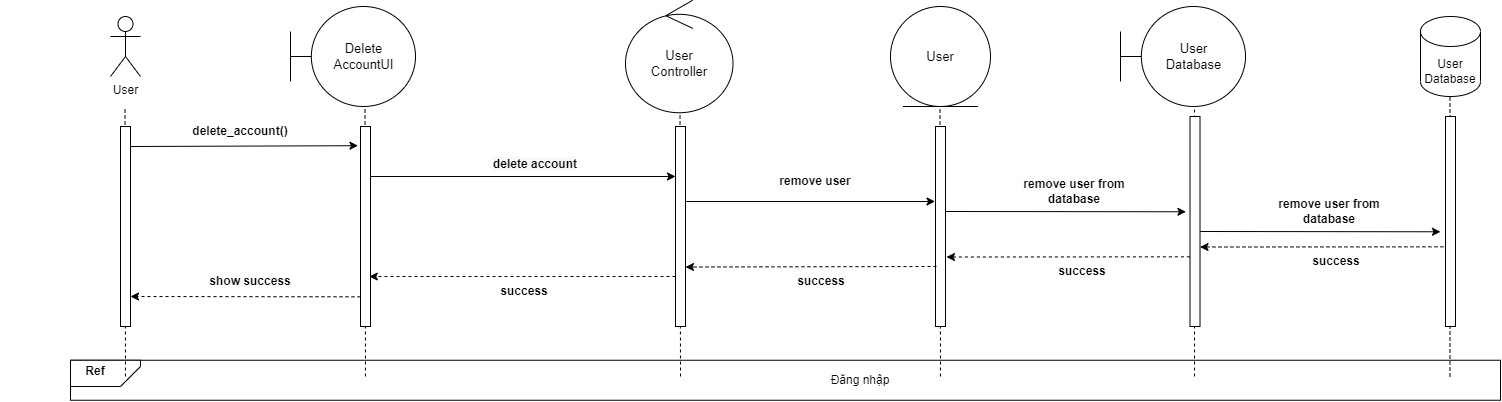 User
Delete
AccountUI
User
Controller
User
User
Database
User
Database
delete_account()
delete account
remove user
remove user from
database
remove user from
database
success
success
success
success
show success
Ref
Đăng nhập